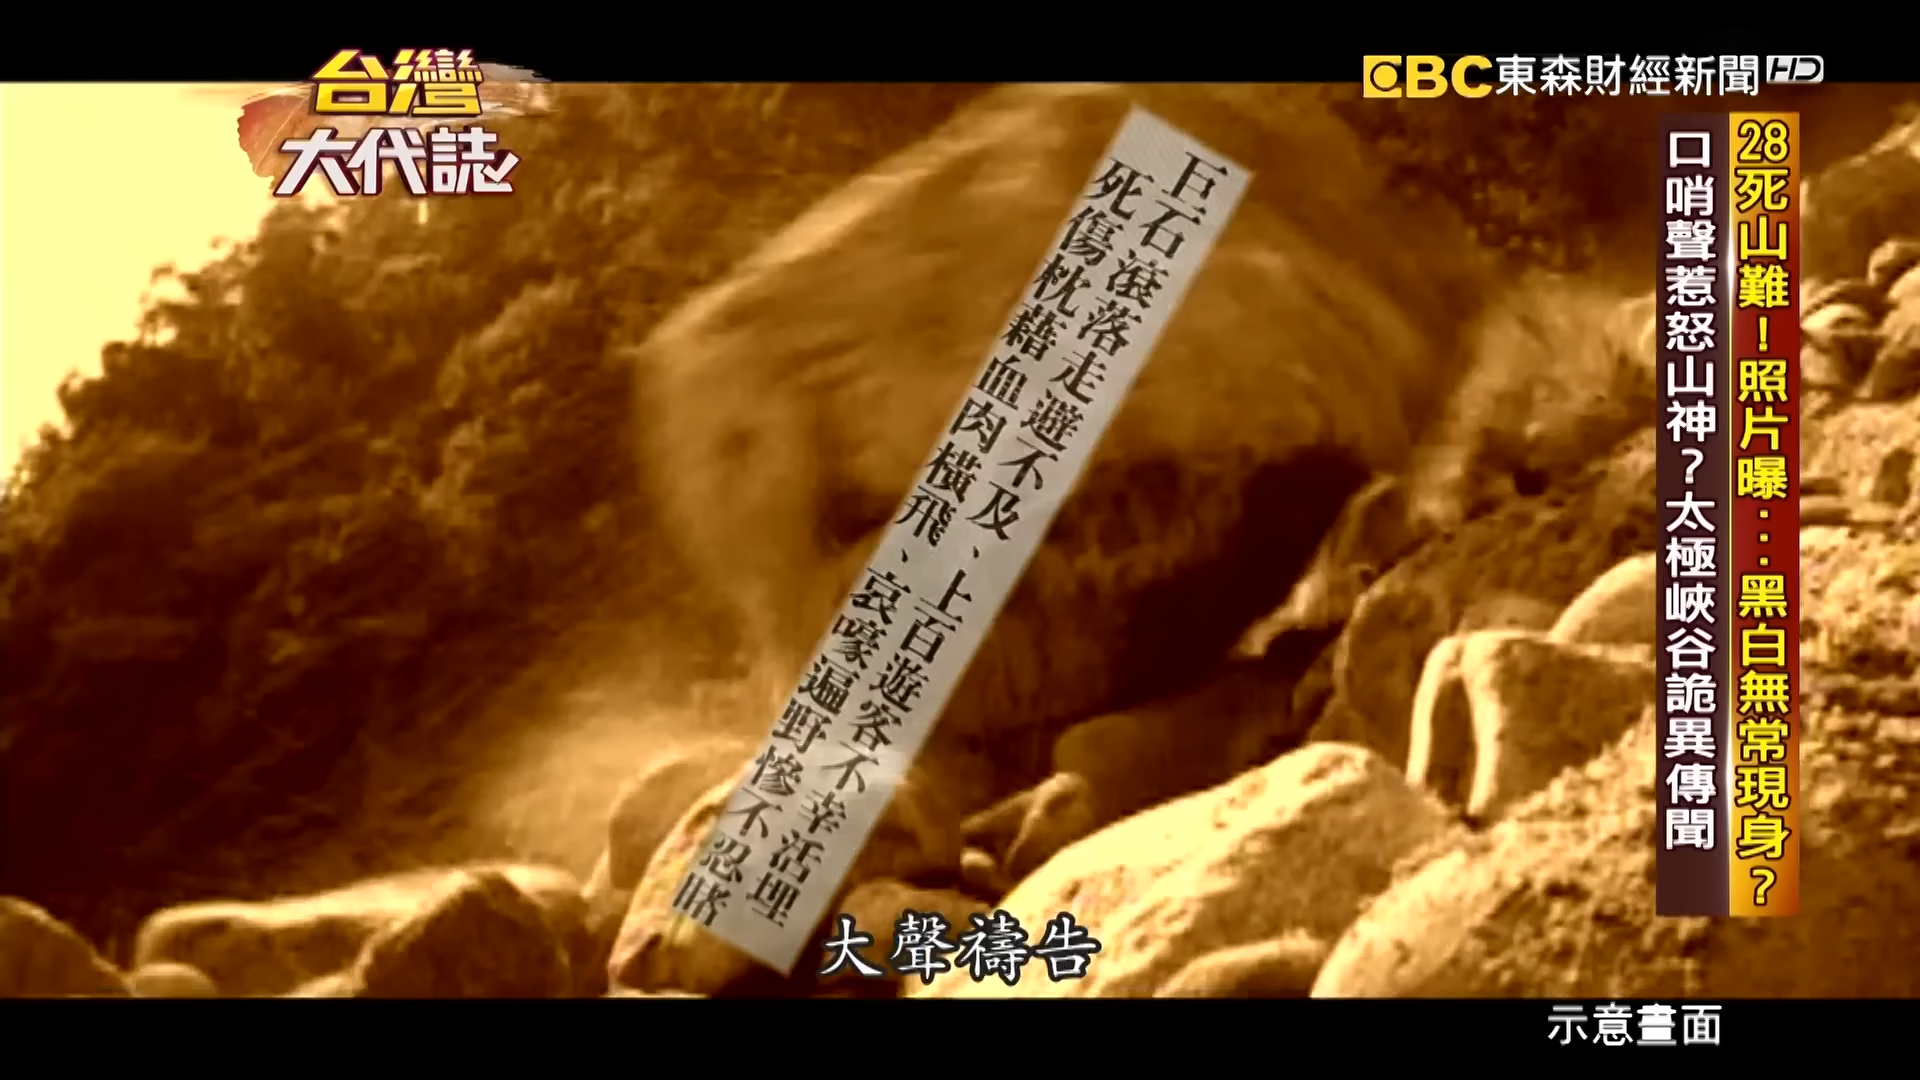 台灣
大代誌
EBC東森財經新聞HD
28死山難！照片曝…黑白無常現身？
口哨聲惹怒山神？太極峽谷詭異傳聞
巨石滾落走避不及、上百遊客不幸活埋
死傷枕藉血肉橫飛、哀嚎遍野慘不忍睹
大聲禱告
示意畫面